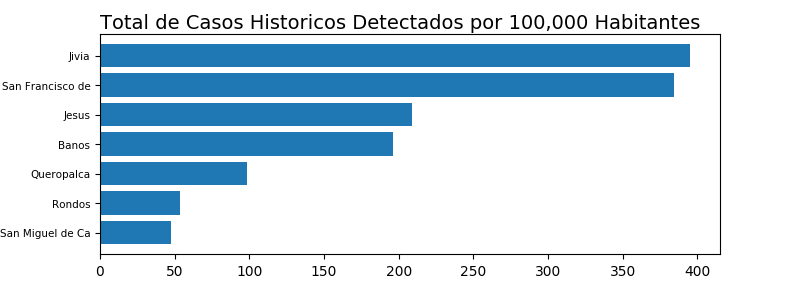 Total de Casos Historicos Detectados por 100,000 Habitantes
Jivia
San Francisco de
Jesus
Banos
Queropalca
Rondos
San Miguel de Ca
0 50 100 150 200 250 300 350 400